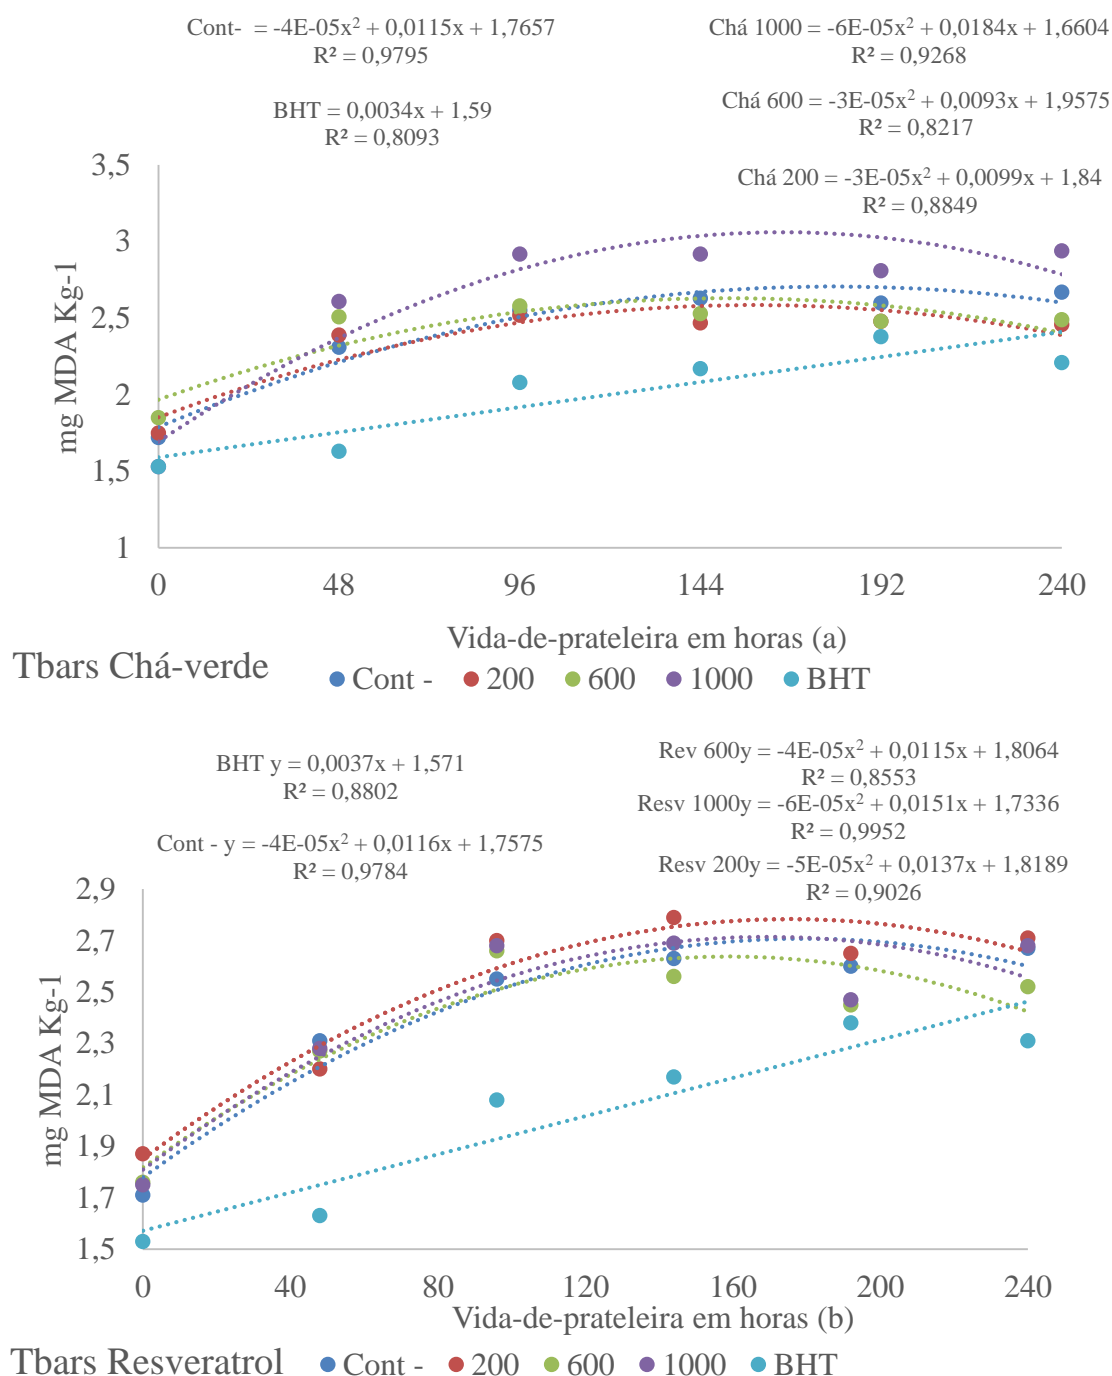 Cont-  = -4E-05x² + 0,0115x + 1,7657
R² = 0,9795
Chá 1000 = -6E-05x² + 0,0184x + 1,6604
R² = 0,9268
BHT = 0,0034x + 1,59
R² = 0,8093
Chá 600 = -3E-05x² + 0,0093x + 1,9575
R² = 0,8217
Chá 200 = -3E-05x² + 0,0099x + 1,84
R² = 0,8849
mg MDA Kg-1
3,5
3
2,5
2
1,5
1
0 48 96 144 192 240
Vida-de-prateleira em horas (a)
Tbars Chá-verde
Cont - 200 600 1000 BHT
BHT y = 0,0037x + 1,571
R² = 0,8802
Rev 600y = -4E-05x² + 0,0115x + 1,8064
R² = 0,8553
Resv 1000y = -6E-05x² + 0,0151x + 1,7336
R² = 0,9952
Cont - y = -4E-05x² + 0,0116x + 1,7575
R² = 0,9784
Resv 200y = -5E-05x² + 0,0137x + 1,8189
R² = 0,9026
mg MDA Kg-1
2,9
2,7
2,5
2,3
2,1
1,9
1,7
1,5
0 40 80 120 160 200 240
Vida-de-prateleira em horas (b)
Tbars Resveratrol
Cont - 200 600 1000 BHT